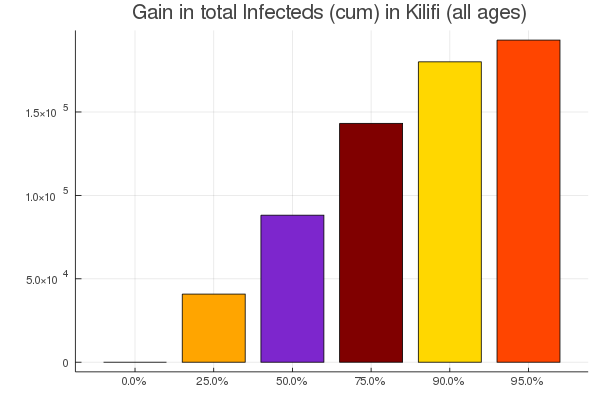 Gain in total Infecteds (cum) in Kilifi (all ages)
1.5×10 5
1.0×10 5
5.0×10 4
0
0.0% 25.0% 50.0% 75.0% 90.0% 95.0%